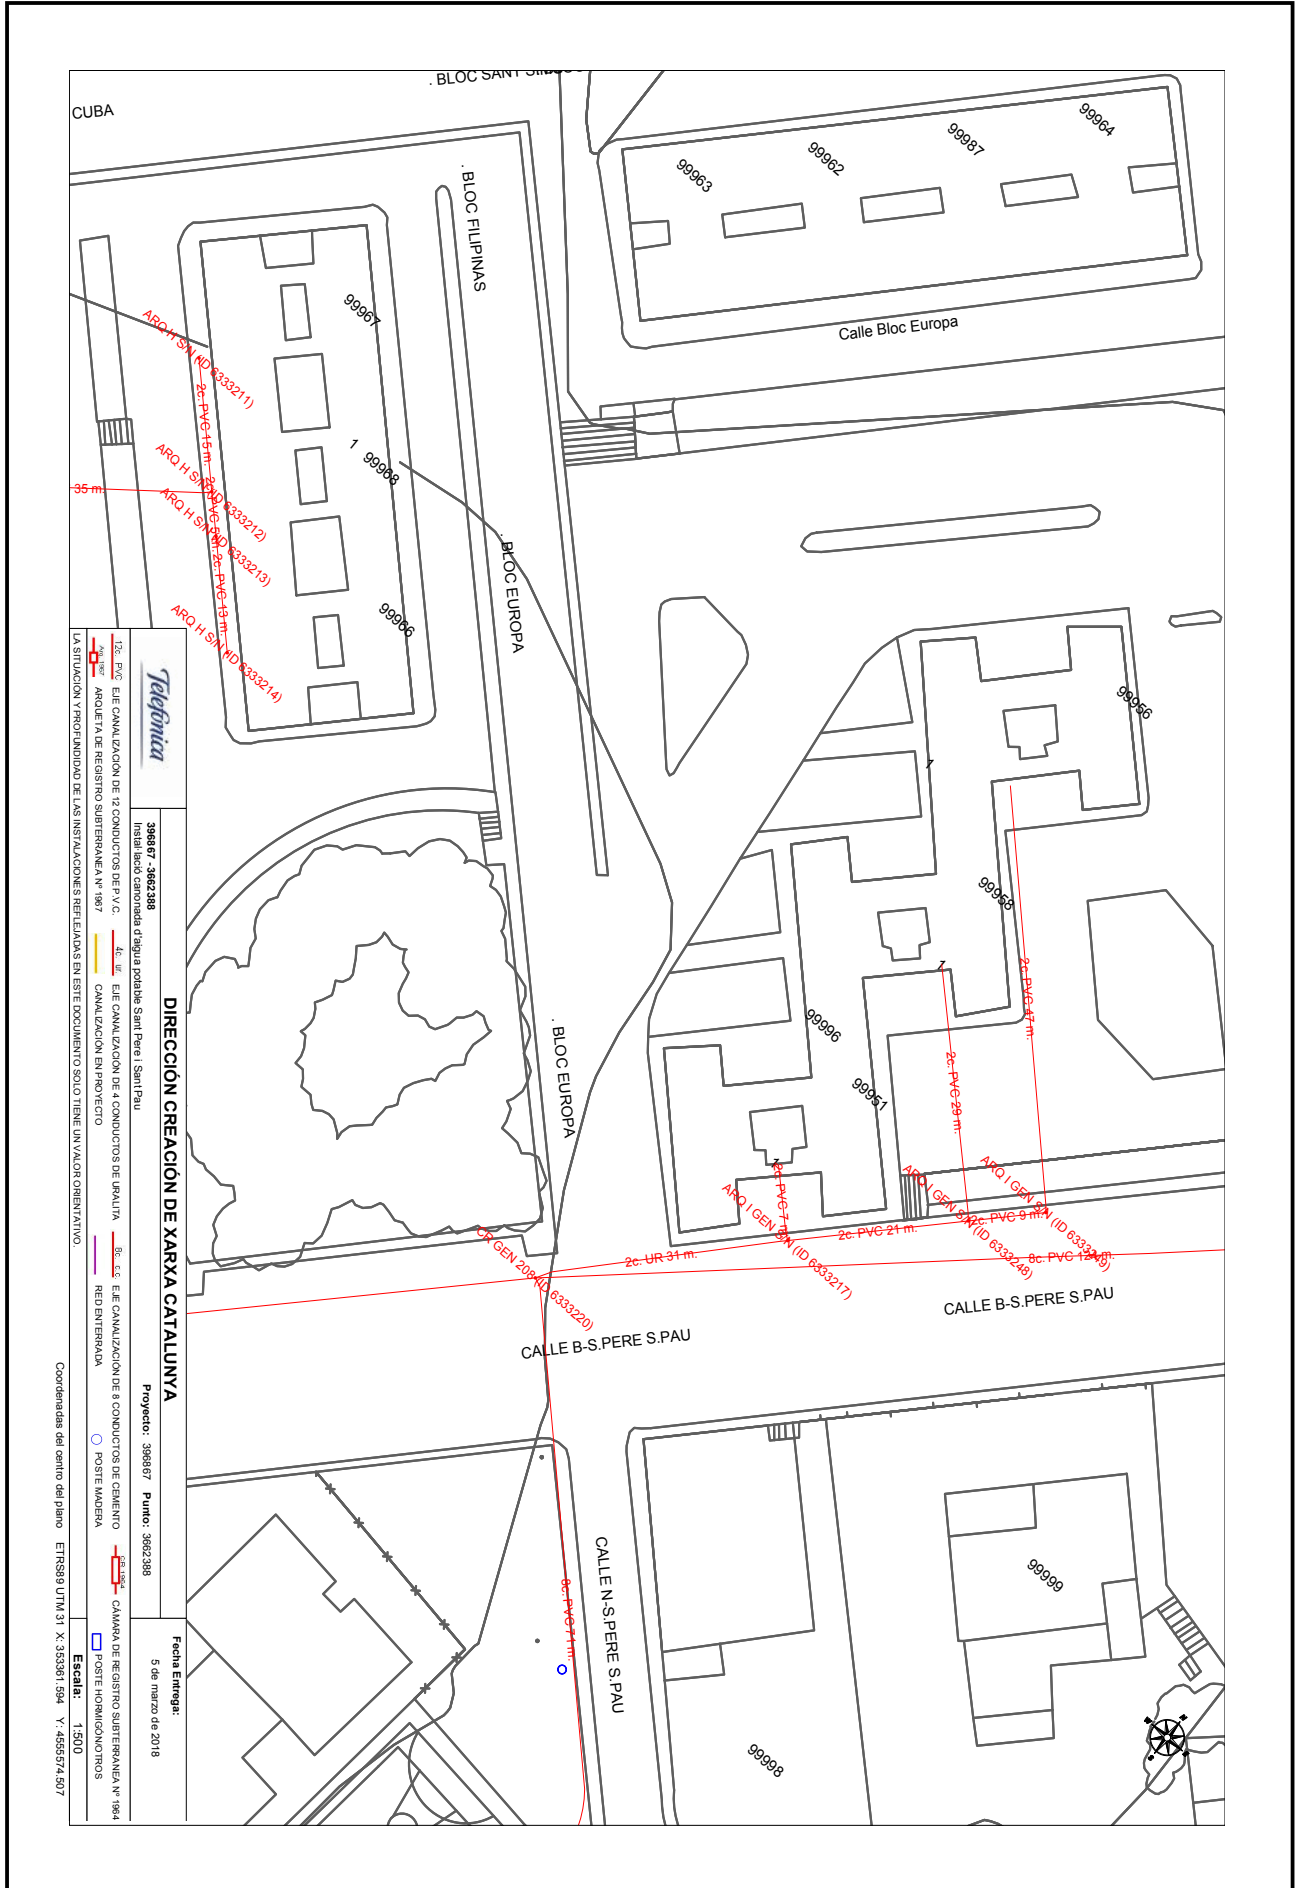 . BLOC SANT SIM
CUBA
99964
99987
99962
99963
. BLOC FILIPINAS
Calle Bloc Europa
99967
ARQ H S/N (ID 6333211)
2c. PVC 15 m.
1
99968
ARQ H S/N (ID 6333212)
35 m.
ARQ H S/N (ID 6333213)
2c. PVC 13 m.
. BLOC EUROPA
99966
ARQ H S/N (ID 6333214)
99956
1
99958
1
2c. PVC 47 m.
99996
. BLOC EUROPA
2c. PVC 29 m.
99951
1
2c. PVC 7 m.
ARQ I GEN S/N (ID 6333217)
ARQ I GEN S/N (ID 6333248)
ARQ I GEN S/N (ID 6333249)
2c. PVC 9 m.
2c. PVC 21 m.
2c. UR 31 m.
CR GEN 208 (ID 6333220)
CALLE B-S.PERE S.PAU
CALLE B-S.PERE S.PAU
CALLE N-S.PERE S.PAU
8c. PVC 71 m.
99999
99998
Telefónica
DIRECCIÓN CREACIÓN DE XARXA CATALUNYA
396867 - 3662388
Instal·lació canonada d'aigua potable Sant Pere i Sant Pau
Proyecto: 396867 Punto: 3662388
Fecha Entrega:
5 de marzo de 2018
12c. PVC EJE CANALIZACIÓN DE 12 CONDUCTOS DE P.V.C.
4c. ur. EJE CANALIZACIÓN DE 4 CONDUCTOS DE URALITA
8c. c.c. EJE CANALIZACIÓN DE 8 CONDUCTOS DE CEMENTO
CR 1964 CÁMARA DE REGISTRO SUBTERRANEA Nº 1964
Arq. 1967 ARQUETA DE REGISTRO SUBTERRANEA Nº 1967
CANALIZACIÓN EN PROYECTO
RED ENTERRADA
POSTE MADERA
POSTE HORMIGÓN/OTROS
LA SITUACIÓN Y PROFUNDIDAD DE LAS INSTALACIONES REFLEJADAS EN ESTE DOCUMENTO SOLO TIENE UN VALOR ORIENTATIVO.
Escala: 1:500
Coordenadas del centro del plano ETRS89 UTM 31 X: 353361.594 Y: 4555574.507